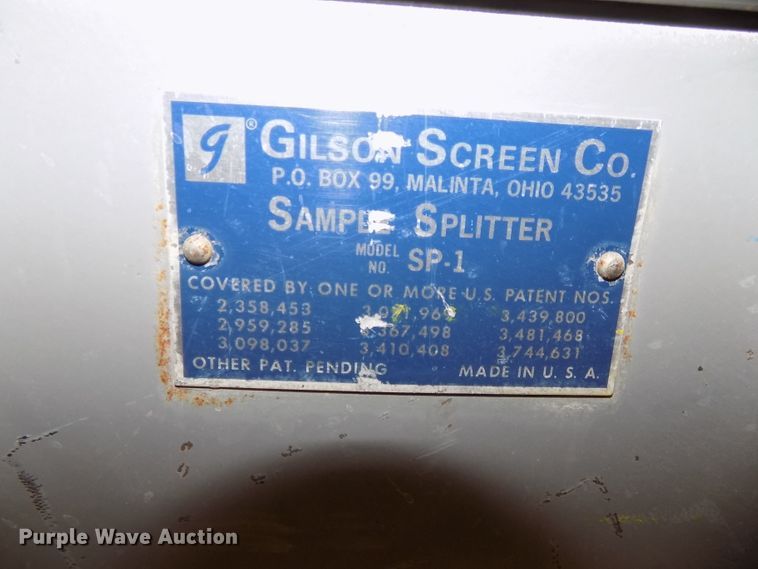 g® GILSON SCREEN CO.
P.O. BOX 99, MALINTA, OHIO 43535
SAMPLE SPLITTER
MODEL NO. SP-1
COVERED BY ONE OR MORE U.S. PATENT NOS.
2,358,453 3,439,800
2,959,285 3,481,468
3,098,037 3,410,408 3,744,631
OTHER PAT. PENDING MADE IN U.S.A.
Purple Wave Auction